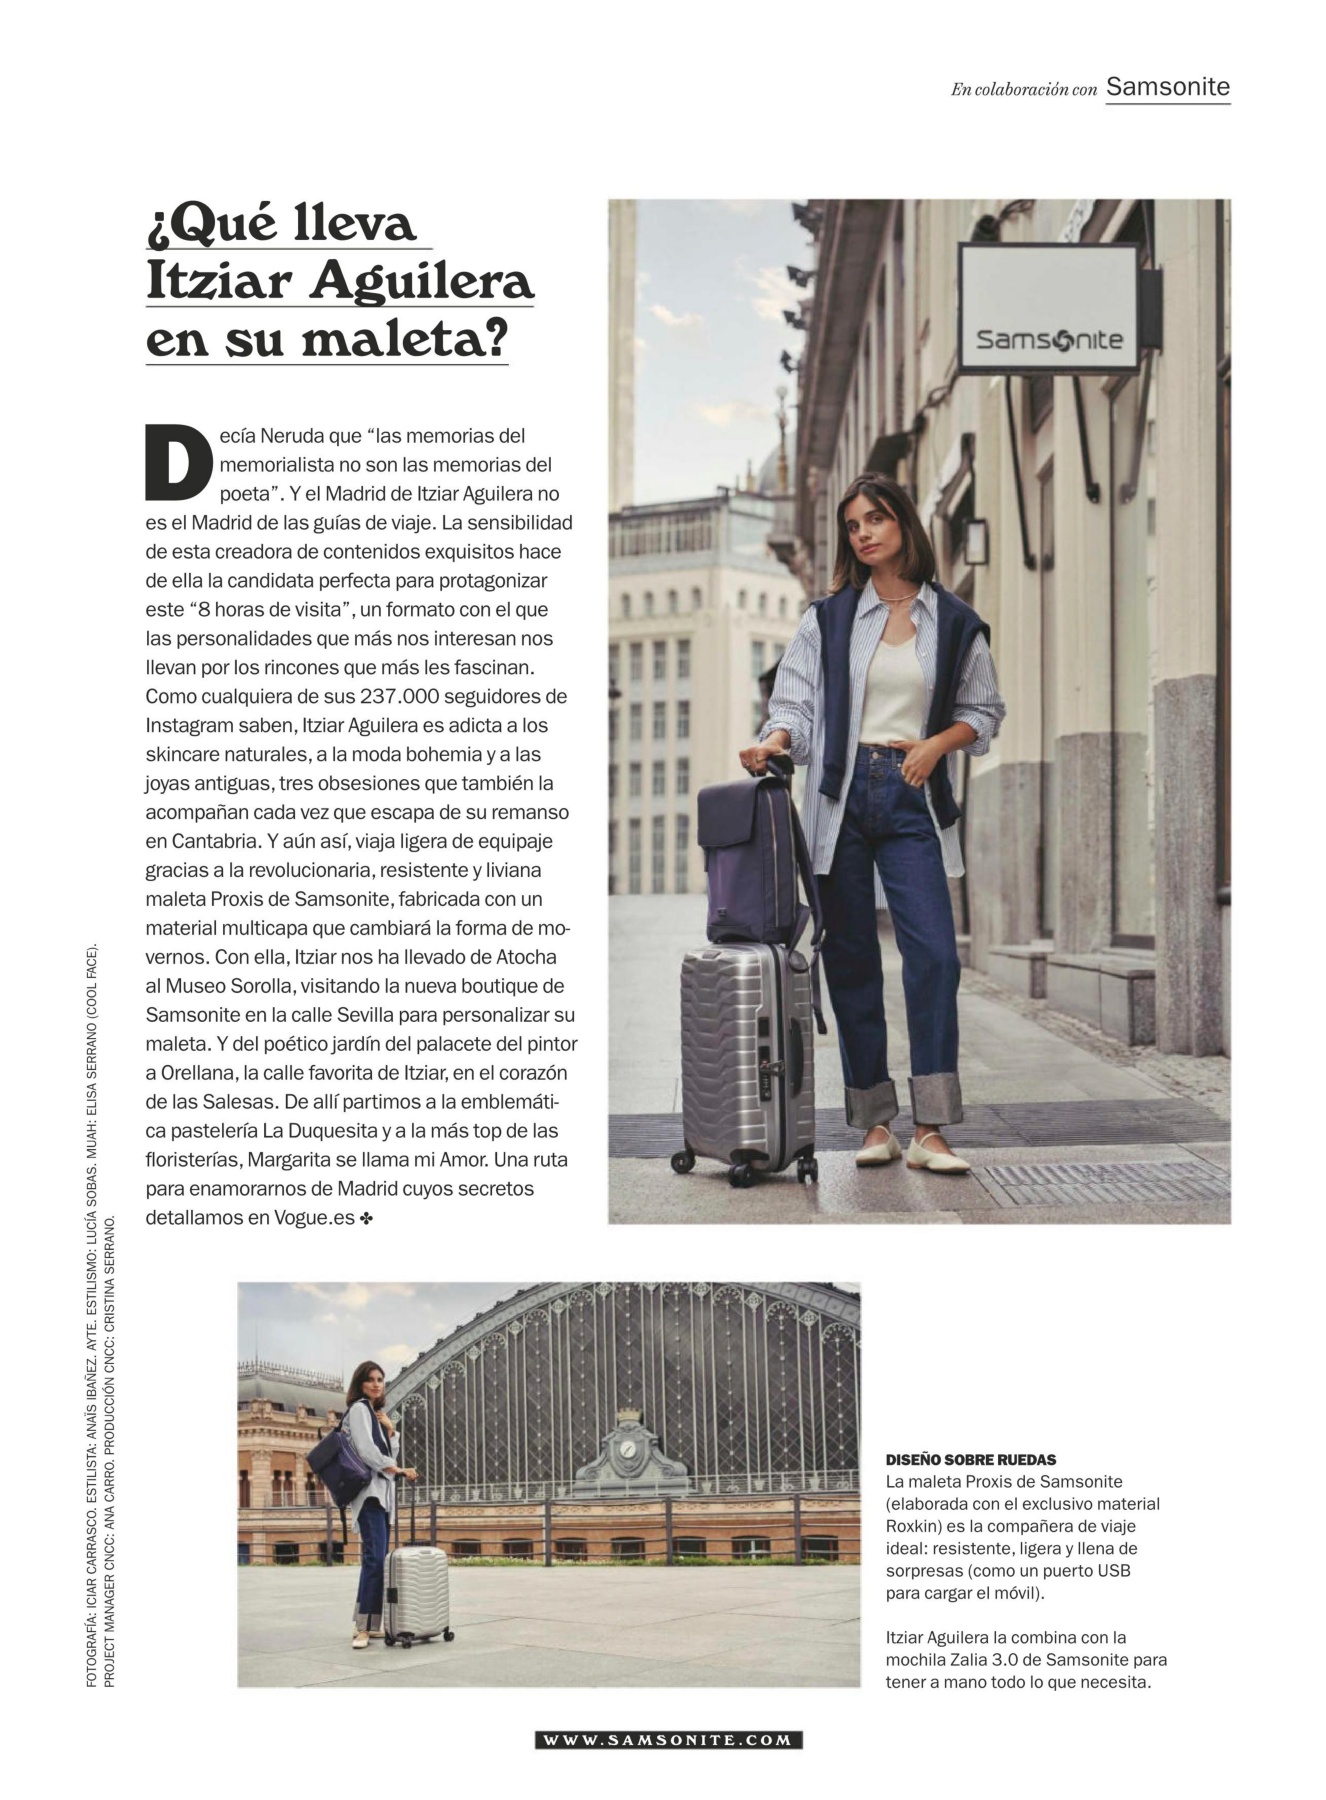 En colaboración con Samsonite
¿Qué lleva
Itziar Aguilera
en su maleta?
Decía Neruda que “las memorias del
memorialista no son las memorias del
poeta”. Y el Madrid de Itziar Aguilera no
es el Madrid de las guías de viaje. La sensibilidad
de esta creadora de contenidos exquisitos hace
de ella la candidata perfecta para protagonizar
este “8 horas de visita”, un formato con el que
las personalidades que más nos interesan nos
llevan por los rincones que más les fascinan.
Como cualquiera de sus 237.000 seguidores de
Instagram saben, Itziar Aguilera es adicta a los
skincare naturales, a la moda bohemia y a las
joyas antiguas, tres obsesiones que también la
acompañan cada vez que escapa de su remanso
en Cantabria. Y aún así, viaja ligera de equipaje
gracias a la revolucionaria, resistente y liviana
maleta Proxis de Samsonite, fabricada con un
material multicapa que cambiará la forma de mo-
vernos. Con ella, Itziar nos ha llevado de Atocha
al Museo Sorolla, visitando la nueva boutique de
Samsonite en la calle Sevilla para personalizar su
maleta. Y del poético jardín del palacete del pintor
a Orellana, la calle favorita de Itziar, en el corazón
de las Salesas. De allí partimos a la emblemáti-
ca pastelería La Duquesita y a la más top de las
floristerías, Margarita se llama mi Amor. Una ruta
para enamorarnos de Madrid cuyos secretos
detallamos en Vogue.es ✤
Samsonite
DISEÑO SOBRE RUEDAS
La maleta Proxis de Samsonite
(elaborada con el exclusivo material
Roxkin) es la compañera de viaje
ideal: resistente, ligera y llena de
sorpresas (como un puerto USB
para cargar el móvil).
Itziar Aguilera la combina con la
mochila Zalia 3.0 de Samsonite para
tener a mano todo lo que necesita.
FOTOGRAFÍA: ICIAR CARRASCO. ESTILISTA: ANAÏS IBAÑEZ. AYTE. ESTILISMO: LUCÍA SOBAS. MUAH: ELISA SERRANO (COOL FACE).
PROJECT MANAGER CNCC: ANA CARRO. PRODUCCIÓN CNCC: CRISTINA SERRANO.
WWW.SAMSONITE.COM